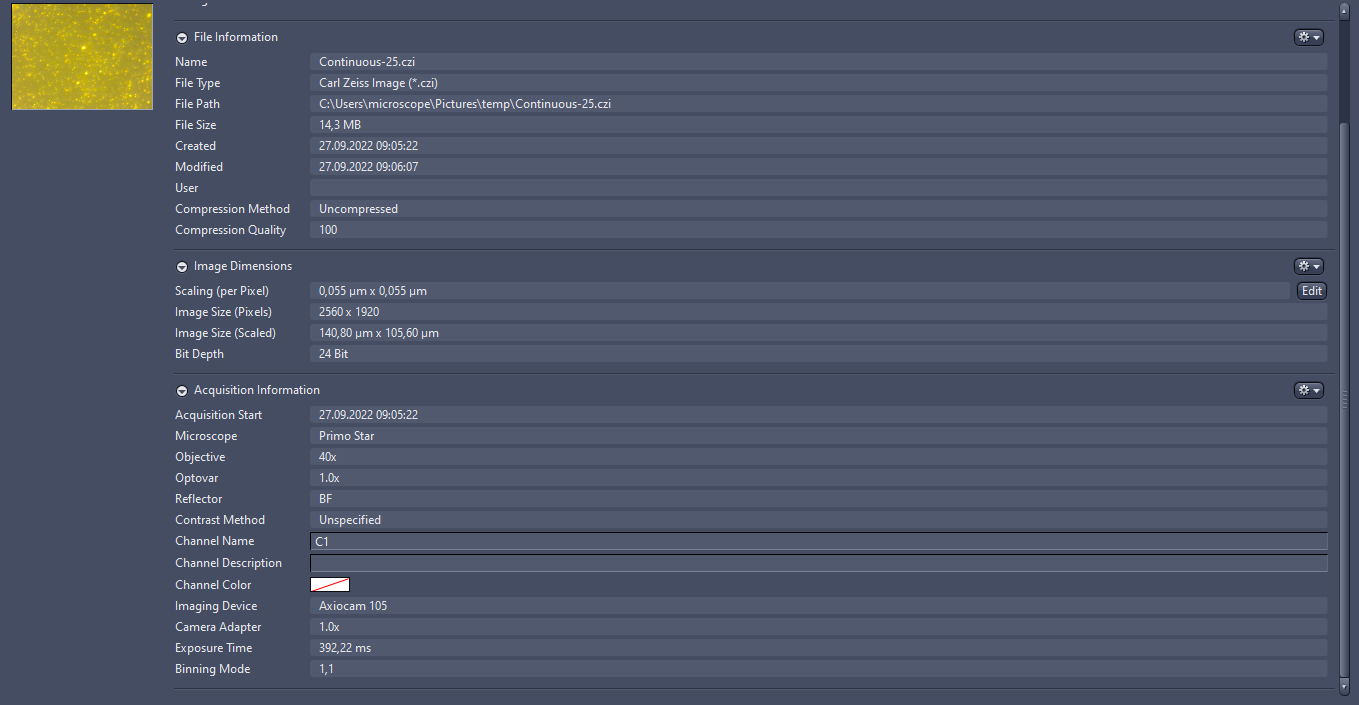 File Information
Name Continuous-25.czi
File Type Carl Zeiss Image (*.czi)
File Path C:\Users\microscope\Pictures\temp\Continuous-25.czi
File Size 14,3 MB
Created 27.09.2022 09:05:22
Modified 27.09.2022 09:06:07
User
Compression Method Uncompressed
Compression Quality 100
Image Dimensions
Scaling (per Pixel) 0,055 µm x 0,055 µm Edit
Image Size (Pixels) 2560 x 1920
Image Size (Scaled) 140,80 µm x 105,60 µm
Bit Depth 24 Bit
Acquisition Information
Acquisition Start 27.09.2022 09:05:22
Microscope Primo Star
Objective 40x
Optovar 1.0x
Reflector BF
Contrast Method Unspecified
Channel Name C1
Channel Description
Channel Color
Imaging Device Axiocam 105
Camera Adapter 1.0x
Exposure Time 392,22 ms
Binning Mode 1,1